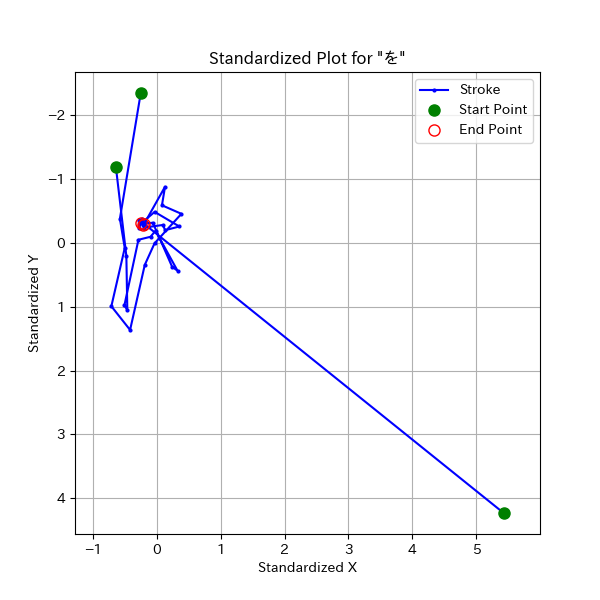 Standardized Plot for "を"
Stroke
Start Point
End Point
−2
−1
0
1
2
3
4
Standardized Y
−1 0 1 2 3 4 5
Standardized X